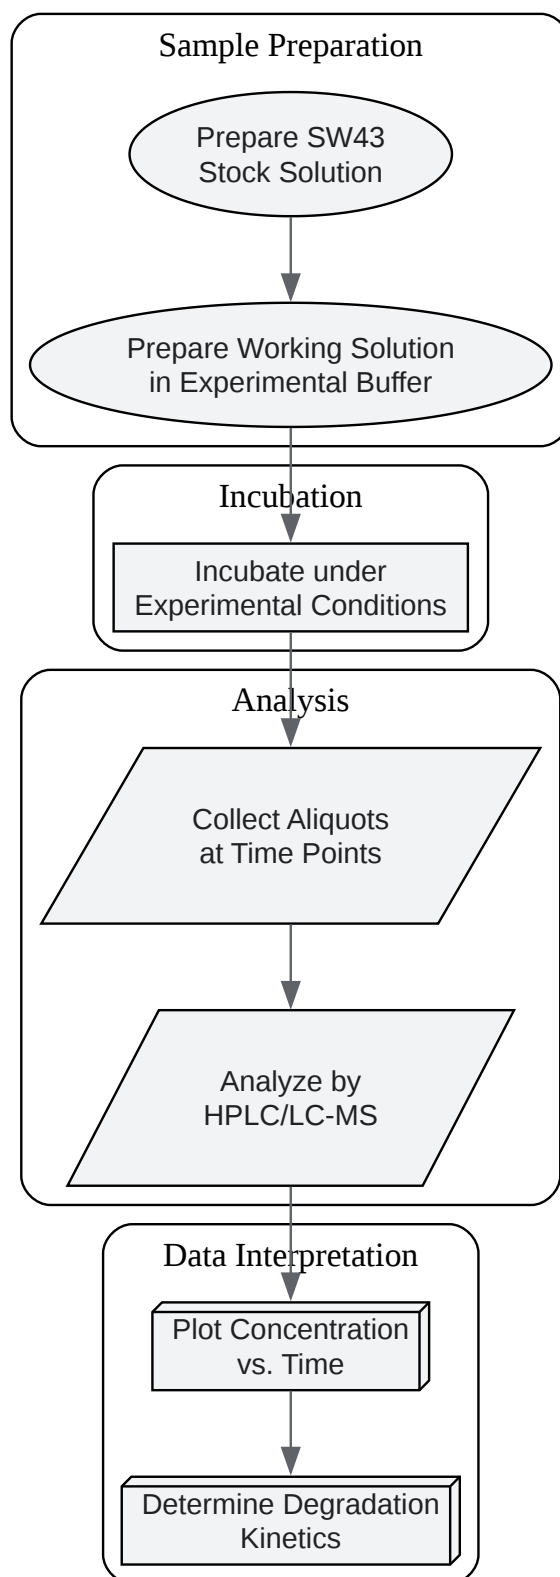 Sample Preparation
Prepare SW43
Stock Solution
Prepare Working Solution
in Experimental Buffer
Incubation
Incubate under
Experimental Conditions
Analysis
Collect Aliquots
at Time Points
Analyze by
HPLC/LC-MS
Data Interpretation
Plot Concentration
vs. Time
Determine Degradation
Kinetics